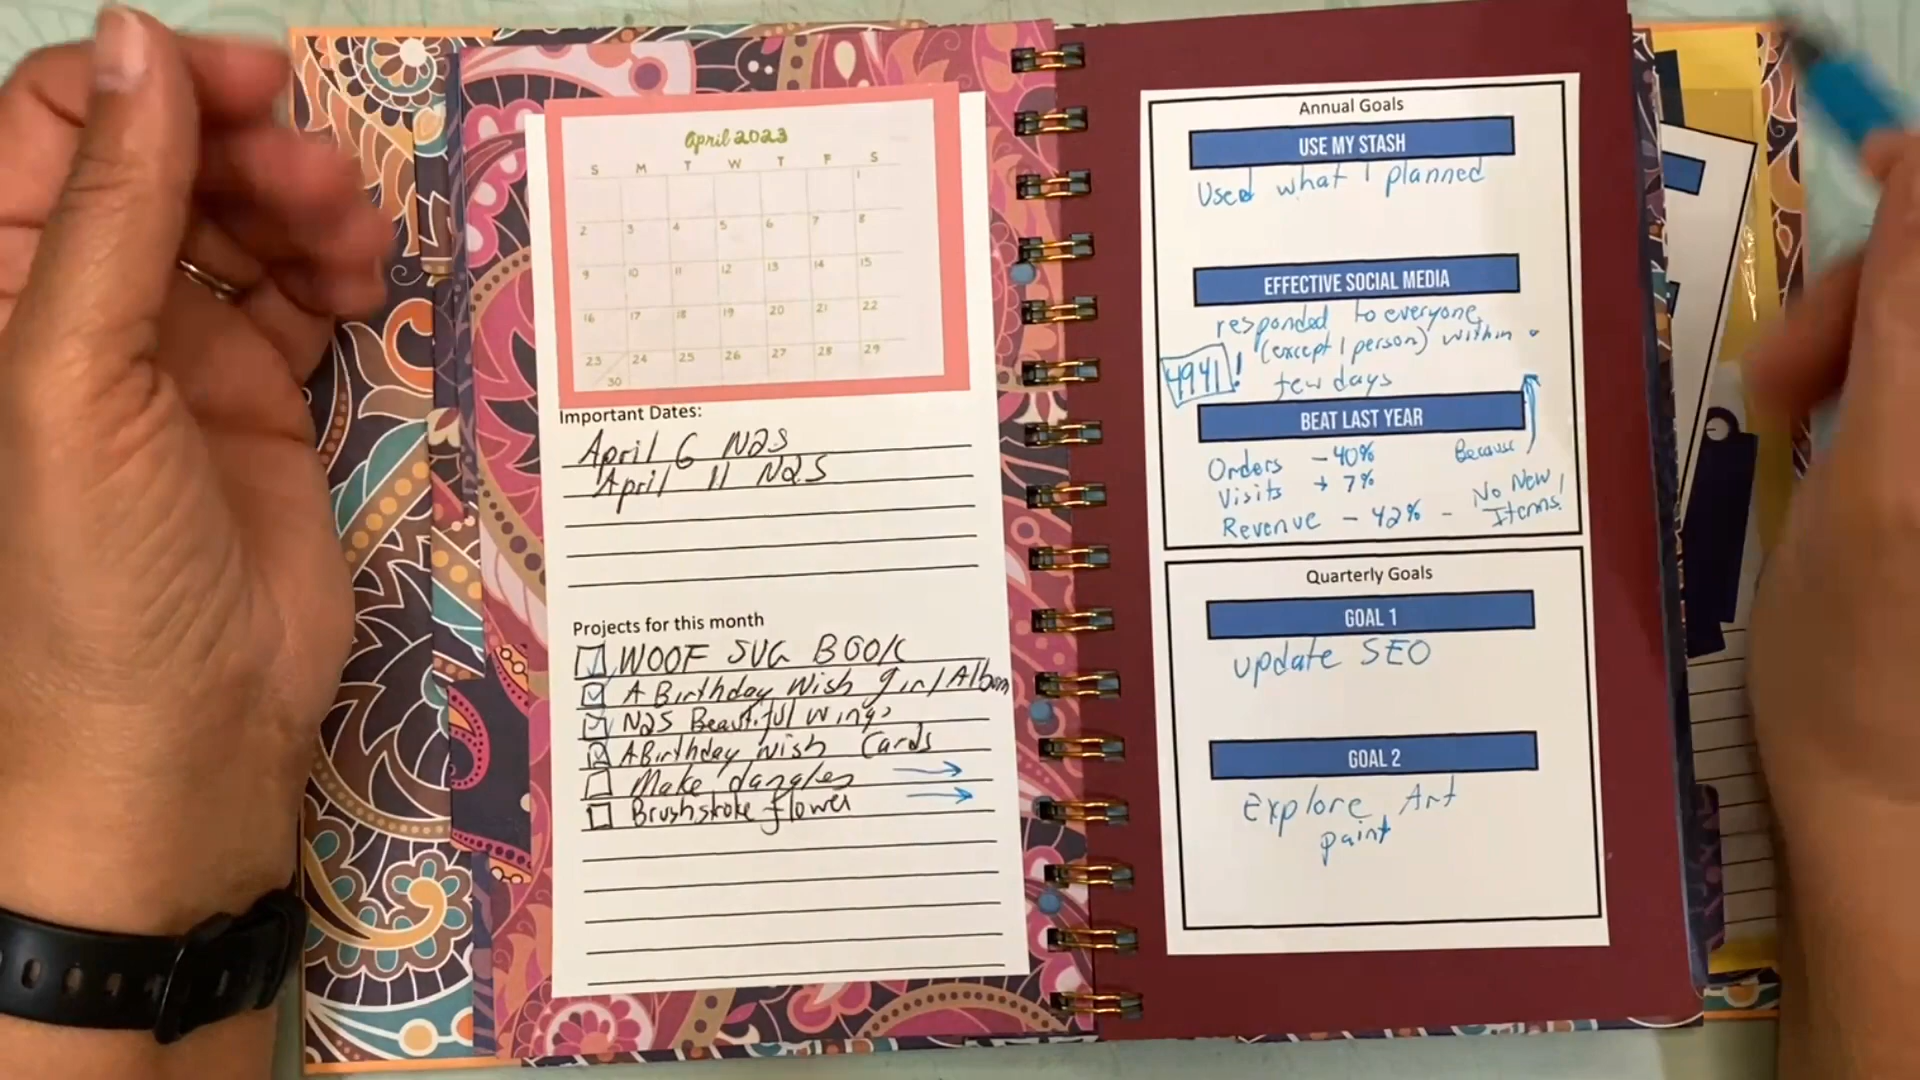 April 2023
S M T W T F S
1
2 3 4 5 6 7 8
9 10 11 12 13 14 15
16 17 18 19 20 21 22
23 24 25 26 27 28 29
30
Important Dates:
April 6 N2S
April 11 N2S
Projects for this month
WOOF SVG BOOK
A Birthday Wish girl Album
N2S Beautiful Wings
A Birthday Wish Cards
Make dangles
Brushstroke flower
Annual Goals
USE MY STASH
Used what I planned
EFFECTIVE SOCIAL MEDIA
responded to everyone
(except 1 person) within a
4941! few days
BEAT LAST YEAR
Orders - 40% Because
Visits + 7%
Revenue - 42% - No New
Items.
Quarterly Goals
GOAL 1
update SEO
GOAL 2
Explore Art
paint